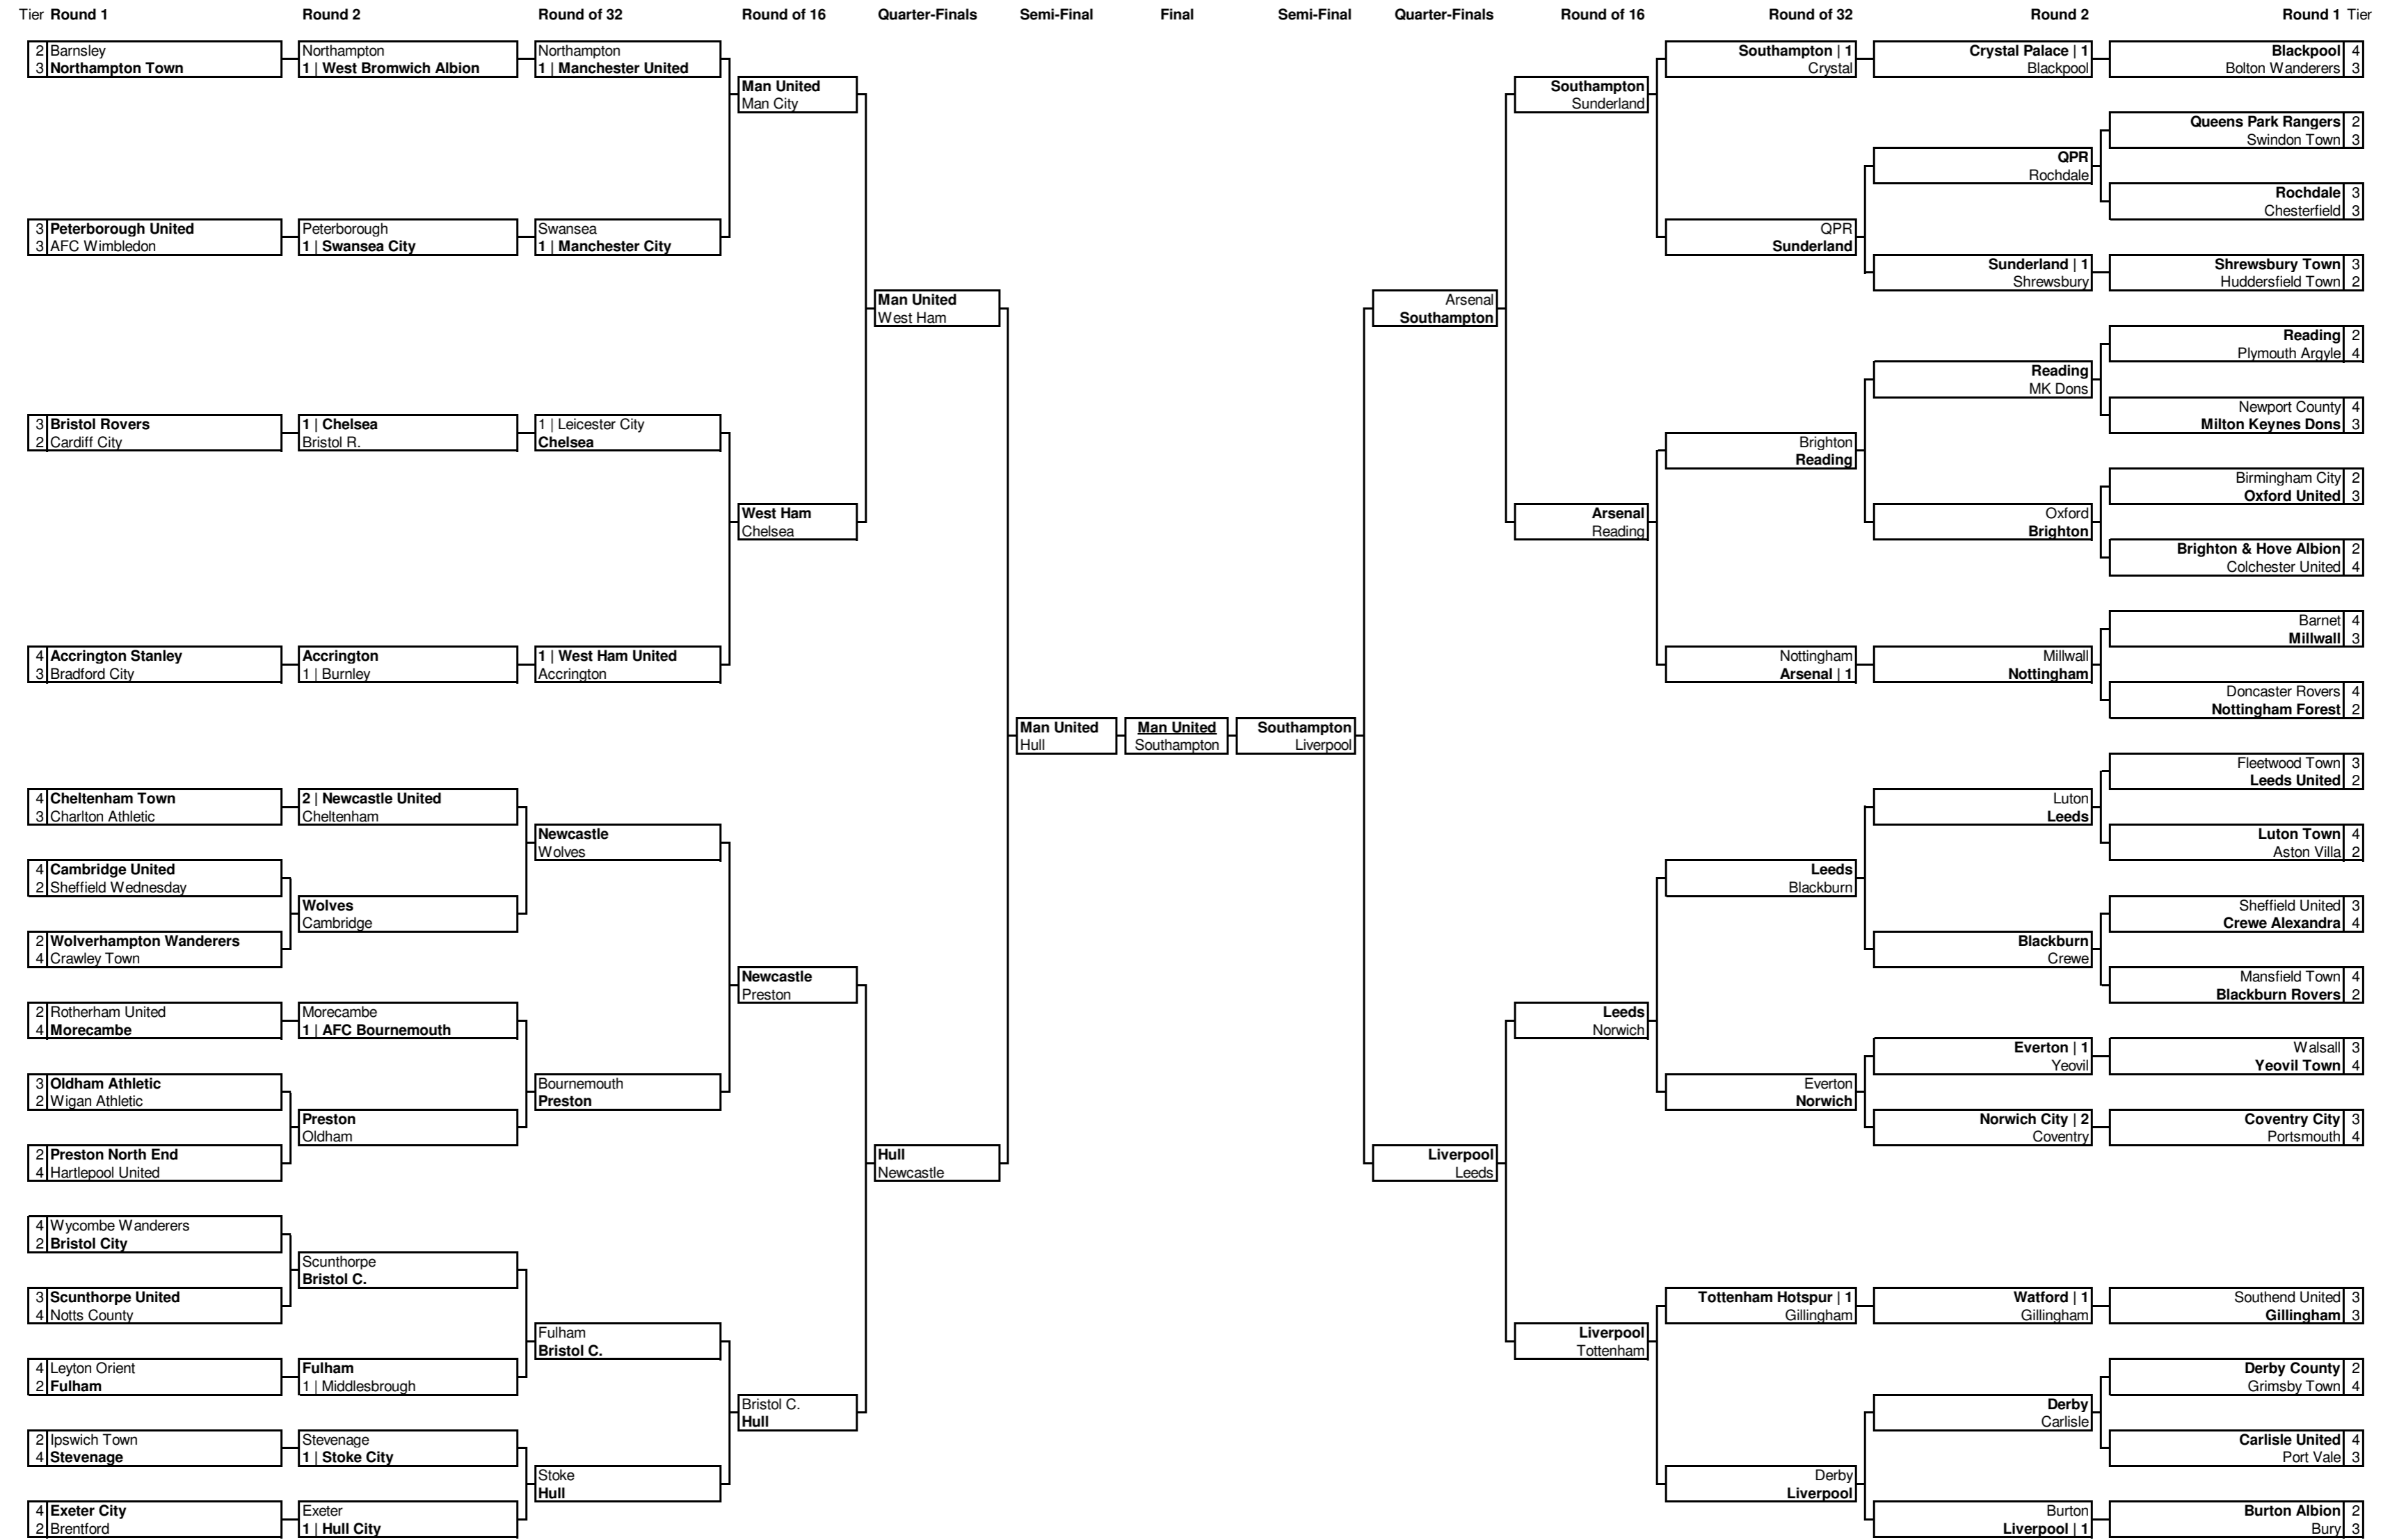 Tier Round 1 Round 2 Round of 32 Round of 16 Quarter-Finals Semi-Final Final Semi-Final Quarter-Finals Round of 16 Round of 32 Round 2 Round 1 Tier
2 Barnsley
3 Northampton Town
Northampton
1 | West Bromwich Albion
Northampton
1 | Manchester United
Man United
Man City
3 Peterborough United
3 AFC Wimbledon
Peterborough
1 | Swansea City
Swansea
1 | Manchester City
Man United
West Ham
3 Bristol Rovers
2 Cardiff City
1 | Chelsea
Bristol R.
1 | Leicester City
Chelsea
West Ham
Chelsea
4 Accrington Stanley
3 Bradford City
Accrington
1 | Burnley
1 | West Ham United
Accrington
Man United
Hull
Man United
Southampton
Southampton
Liverpool
4 Cheltenham Town
3 Charlton Athletic
2 | Newcastle United
Cheltenham
Newcastle
Wolves
4 Cambridge United
2 Sheffield Wednesday
Wolves
Cambridge
2 Wolverhampton Wanderers
4 Crawley Town
Newcastle
Preston
2 Rotherham United
4 Morecambe
Morecambe
1 | AFC Bournemouth
3 Oldham Athletic
2 Wigan Athletic
Bournemouth
Preston
Preston
Oldham
2 Preston North End
4 Hartlepool United
Hull
Newcastle
4 Wycombe Wanderers
2 Bristol City
Scunthorpe
Bristol C.
3 Scunthorpe United
4 Notts County
Fulham
Bristol C.
4 Leyton Orient
2 Fulham
Fulham
1 | Middlesbrough
Bristol C.
Hull
2 Ipswich Town
4 Stevenage
Stevenage
1 | Stoke City
Stoke
Hull
4 Exeter City
2 Brentford
Exeter
1 | Hull City
Southampton | 1
Crystal
Crystal Palace | 1
Blackpool
Blackpool 4
Bolton Wanderers 3
Southampton
Sunderland
Queens Park Rangers 2
Swindon Town 3
QPR
Rochdale
Rochdale 3
Chesterfield 3
QPR
Sunderland
Sunderland | 1
Shrewsbury
Shrewsbury Town 3
Huddersfield Town 2
Arsenal
Southampton
Reading 2
Plymouth Argyle 4
Reading
MK Dons
Newport County 4
Milton Keynes Dons 3
Brighton
Reading
Birmingham City 2
Oxford United 3
Arsenal
Reading
Oxford
Brighton
Brighton & Hove Albion 2
Colchester United 4
Barnet 4
Millwall 3
Nottingham
Arsenal | 1
Millwall
Nottingham
Doncaster Rovers 4
Nottingham Forest 2
Fleetwood Town 3
Leeds United 2
Luton
Leeds
Luton Town 4
Aston Villa 2
Leeds
Blackburn
Sheffield United 3
Crewe Alexandra 4
Blackburn
Crewe
Mansfield Town 4
Blackburn Rovers 2
Leeds
Norwich
Everton | 1
Yeovil
Walsall 3
Yeovil Town 4
Everton
Norwich
Norwich City | 2
Coventry
Coventry City 3
Portsmouth 4
Liverpool
Leeds
Tottenham Hotspur | 1
Gillingham
Watford | 1
Gillingham
Southend United 3
Gillingham 3
Liverpool
Tottenham
Derby County 2
Grimsby Town 4
Derby
Carlisle
Carlisle United 4
Port Vale 3
Derby
Liverpool
Burton
Liverpool | 1
Burton Albion 2
Bury 3